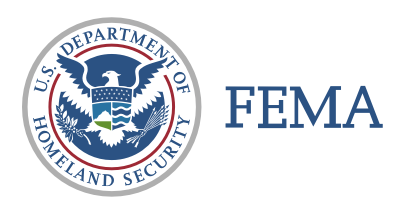 U.S. DEPARTMENT OF
HOMELAND SECURITY
FEMA